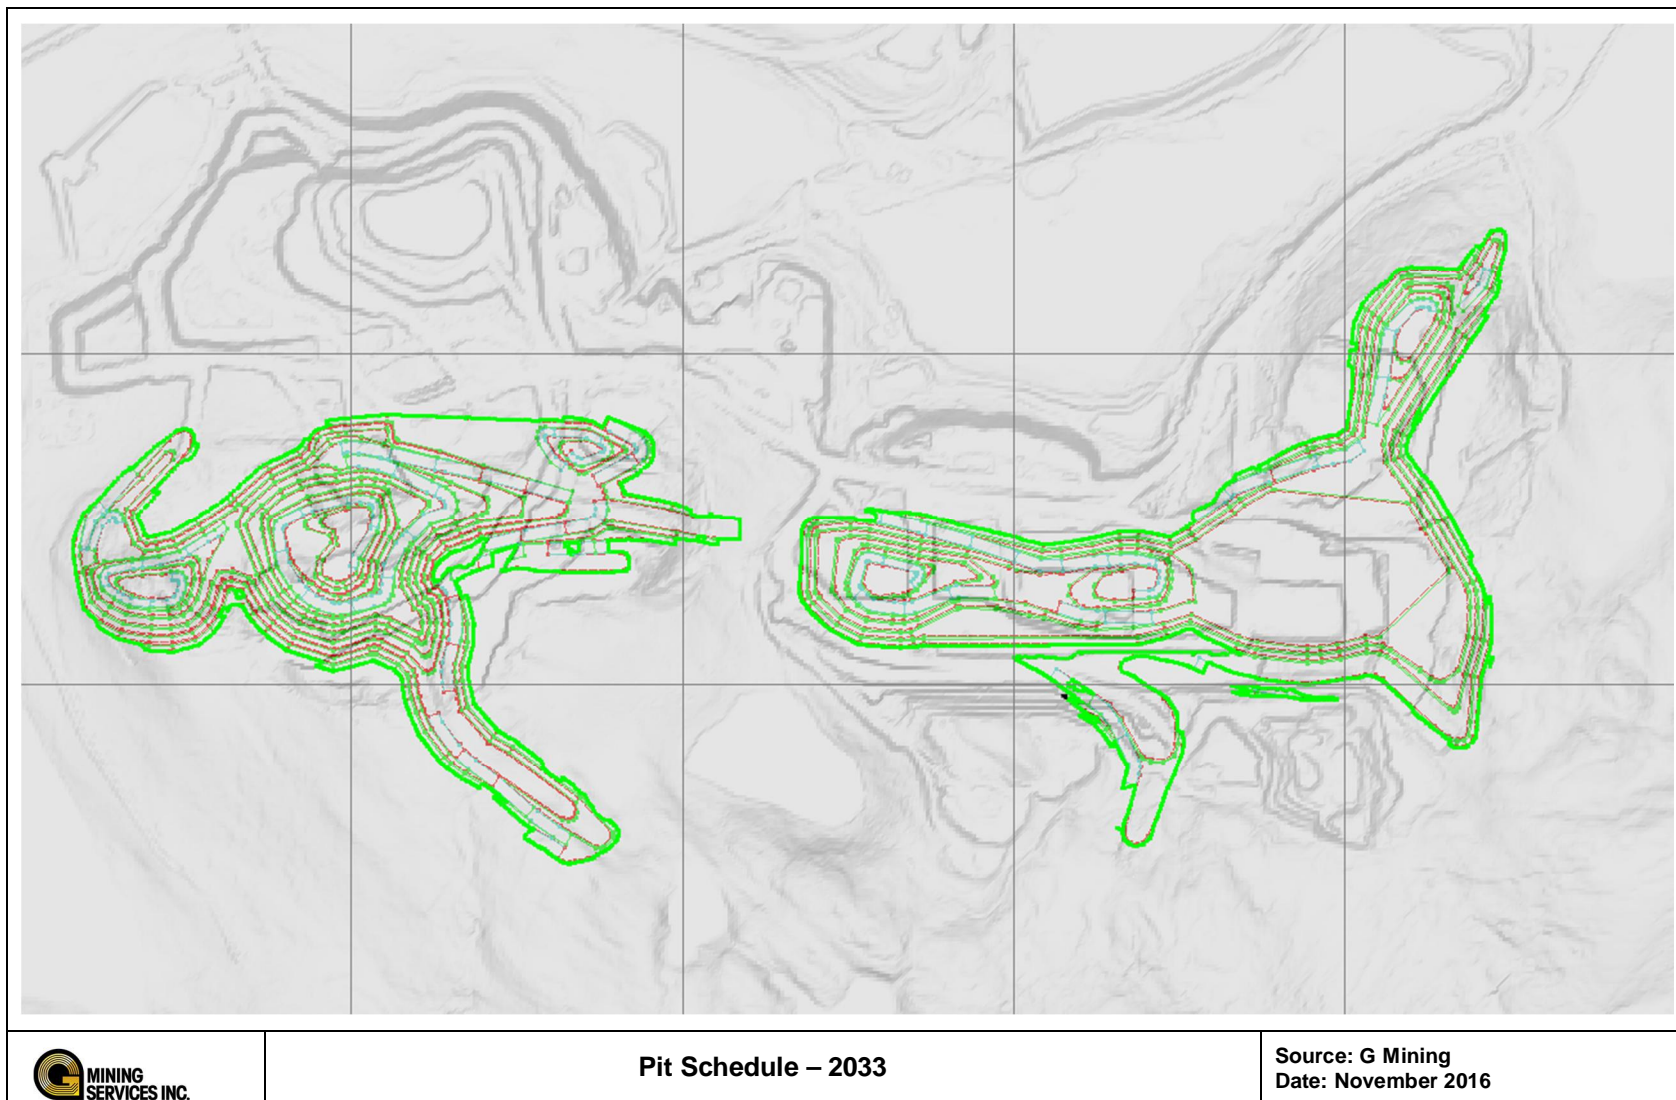 MINING
SERVICES INC.
Pit Schedule – 2033
Source: G Mining
Date: November 2016